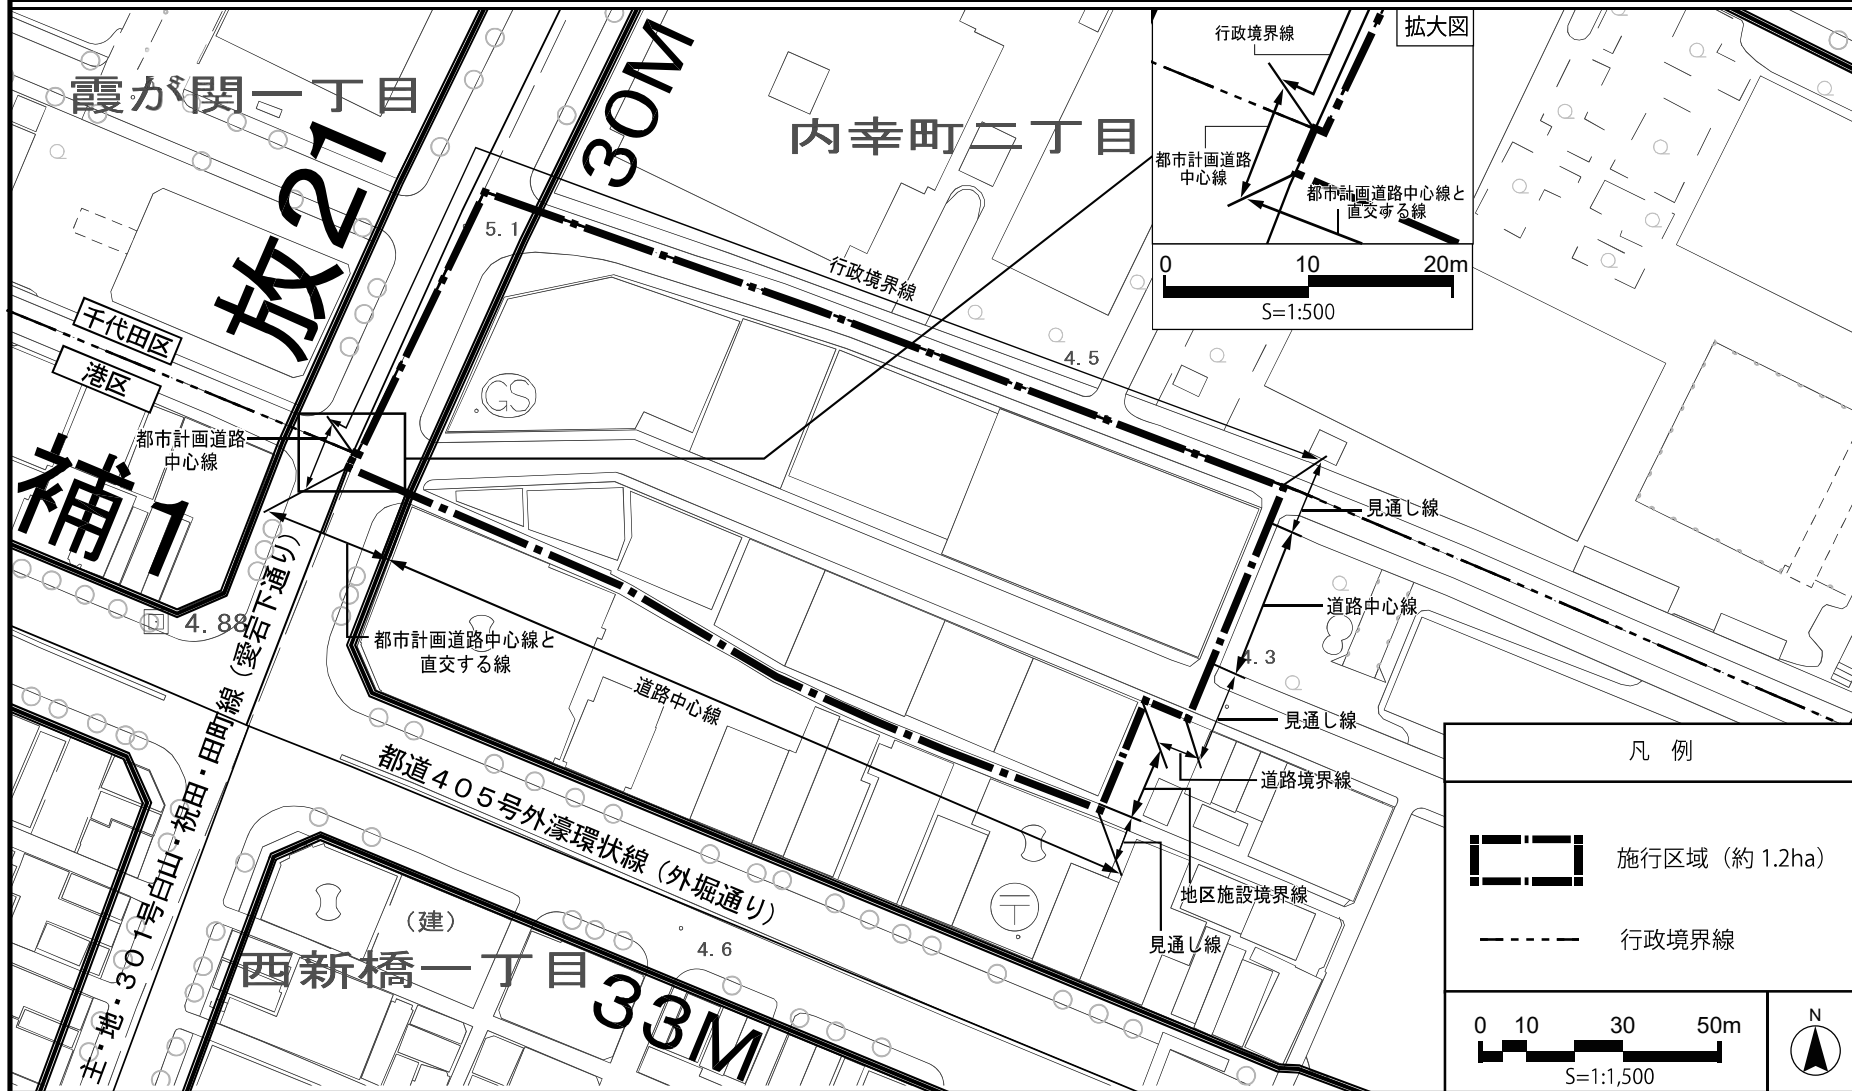 霞が関一丁目
放21
30M
内幸町二丁目
拡大図
行政境界線
都市計画道路
中心線
都市計画道路中心線と
直交する線
0 10 20m
S=1:500
5.1
行政境界線
4.5
千代田区
港区
GS
都市計画道路
中心線
補1
見通し線
道路中心線
4.3
4.88
都市計画道路中心線と
直交する線
道路中心線
見通し線
道路境界線
主・地・301号白山・祝田・田町線（愛宕下通り）
都道405号外濠環状線（外堀通り）
地区施設境界線
見通し線
（建）
西新橋一丁目
4.6
33M
凡 例
施行区域（約 1.2ha）
行政境界線
0 10 30 50m
S=1:1,500
N